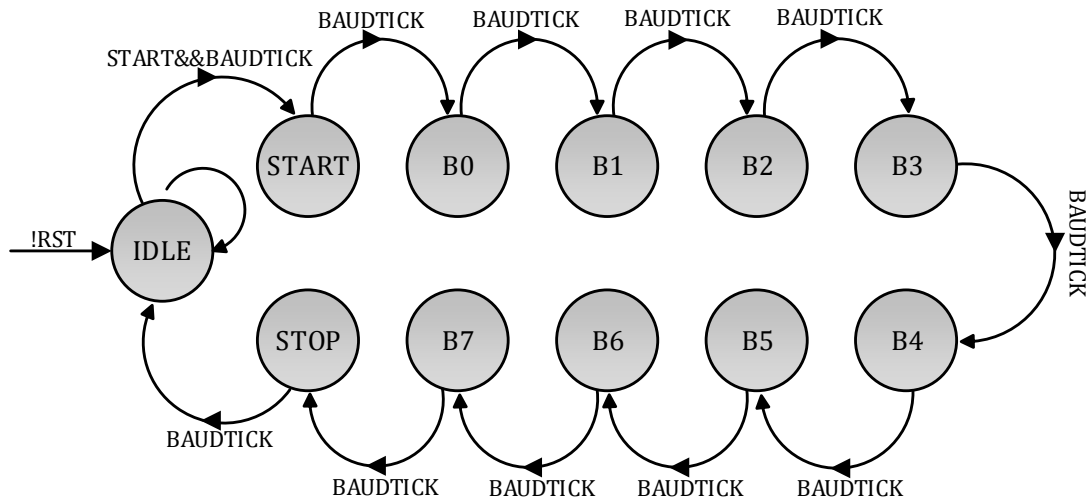 BAUDTICK
BAUDTICK
BAUDTICK
BAUDTICK
START&&BAUDTICK
START
B0
B1
B2
B3
BAUDTICK
!RST
IDLE
STOP
B7
B6
B5
B4
BAUDTICK
BAUDTICK
BAUDTICK
BAUDTICK
BAUDTICK